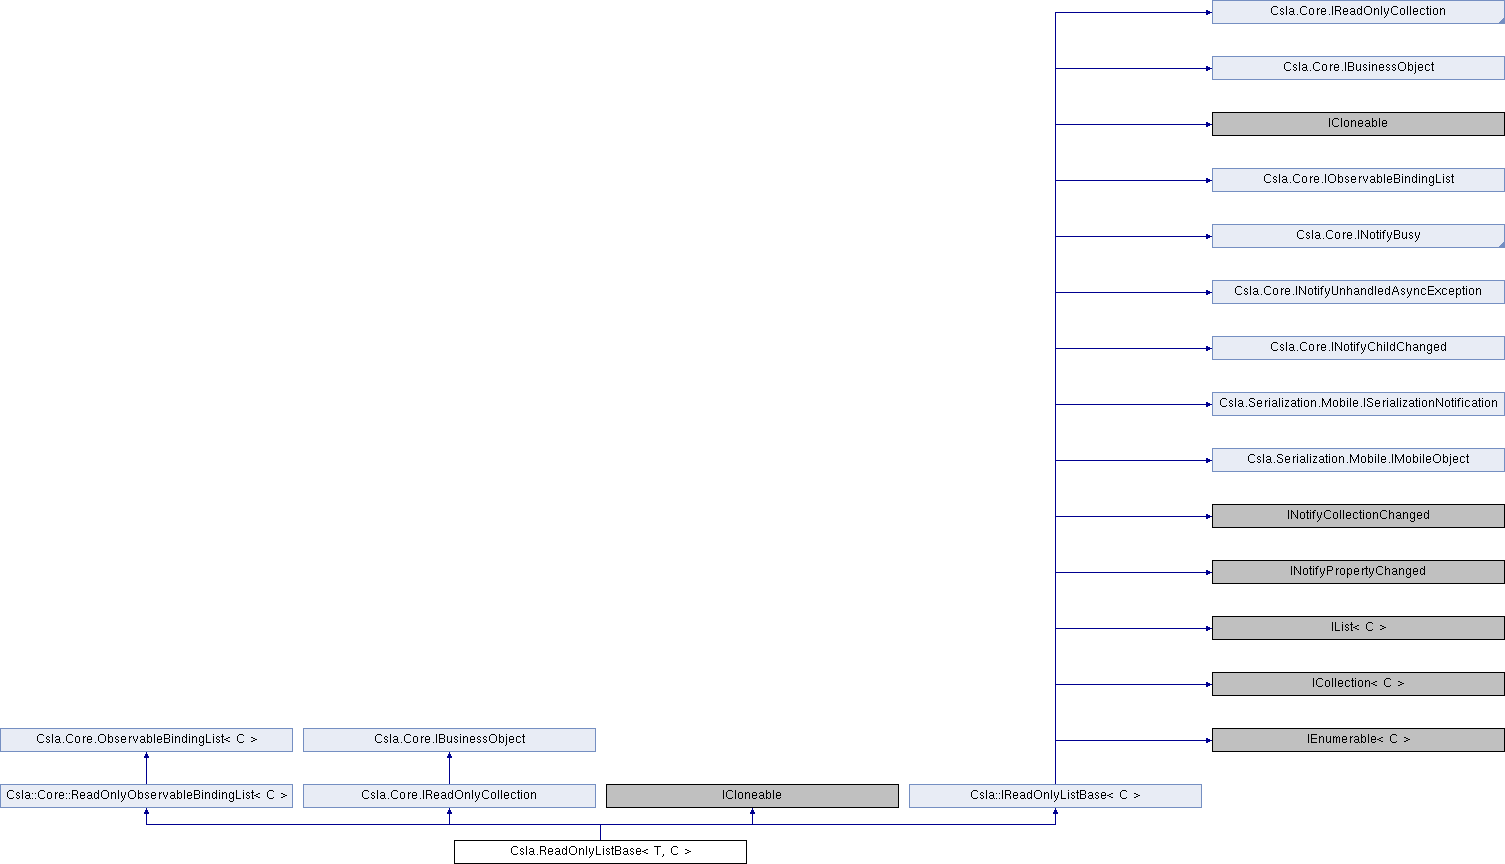 Csla.Core.IReadOnlyCollection
Csla.Core.IBusinessObject
ICloneable
Csla.Core.IObservableBindingList
Csla.Core.INotifyBusy
Csla.Core.INotifyUnhandledAsyncException
Csla.Core.INotifyChildChanged
Csla.Serialization.Mobile.ISerializationNotification
Csla.Serialization.Mobile.IMobileObject
INotifyCollectionChanged
INotifyPropertyChanged
IList< C >
ICollection< C >
Csla.Core.ObservableBindingList< C >
Csla.Core.IBusinessObject
IEnumerable< C >
Csla::Core::ReadOnlyObservableBindingList< C >
Csla.Core.IReadOnlyCollection
ICloneable
Csla::IReadOnlyListBase< C >
Csla.ReadOnlyListBase< T, C >